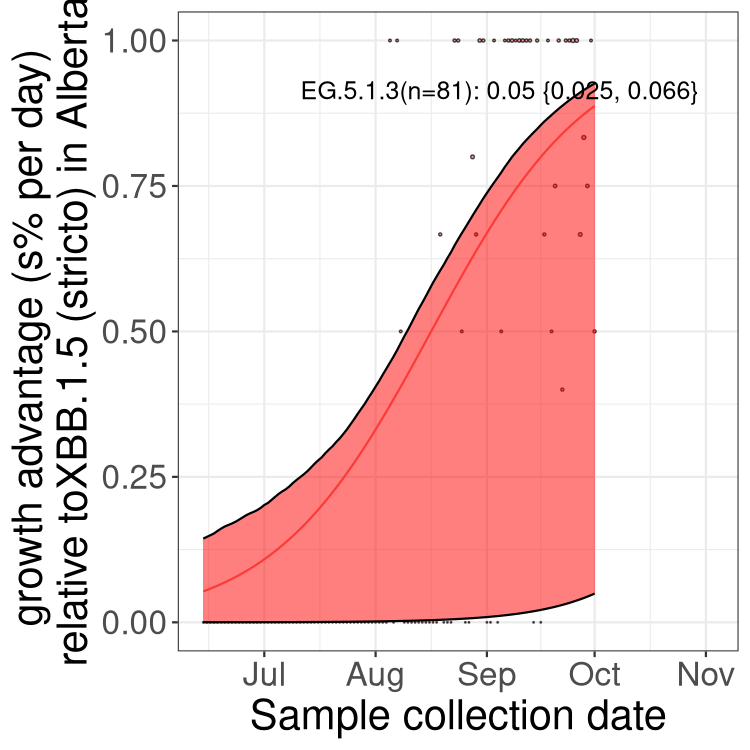 growth advantage (s% per day)
relative toXBB.1.5 (stricto) in Alberta
1.00
0.75
0.50
0.25
0.00
EG.5.1.3(n=81): 0.05 {0.025, 0.066}
Jul Aug Sep Oct Nov
Sample collection date